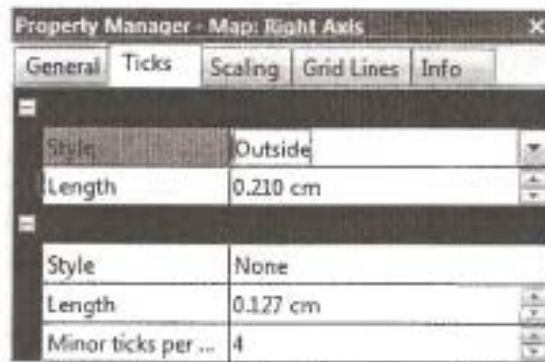 Property Manager - Map: Right Axis
General Ticks Scaling Grid Lines Info
Style Outside
Length 0.210 cm
Style None
Length 0.127 cm
Minor ticks per ... 4